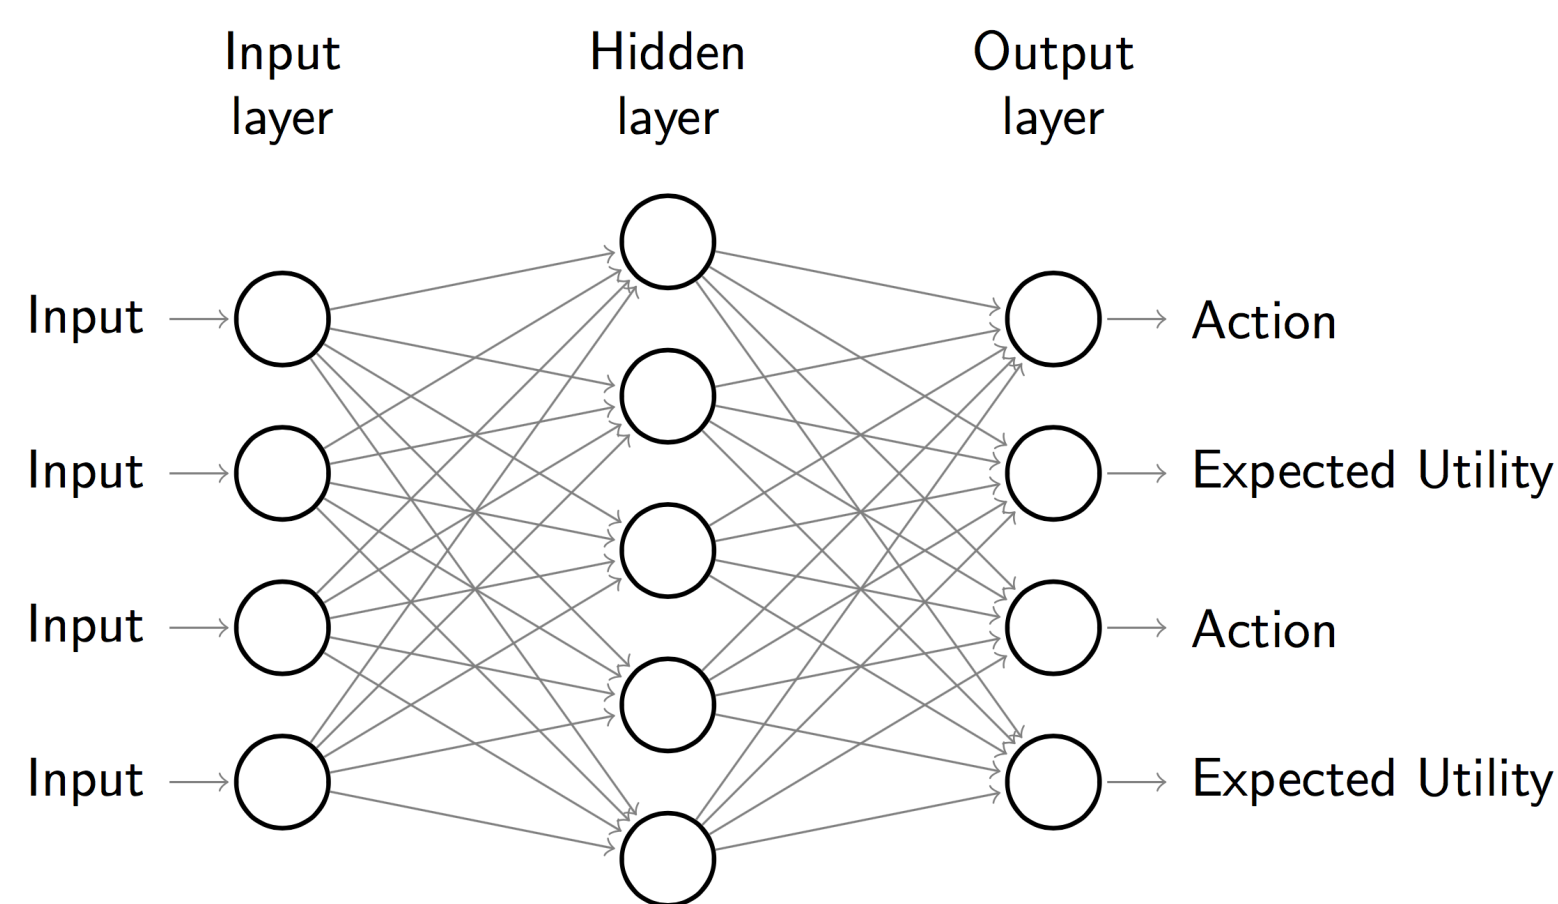 Input
layer
Hidden
layer
Output
layer
Input
Action
Input
Expected Utility
Input
Action
Input
Expected Utility